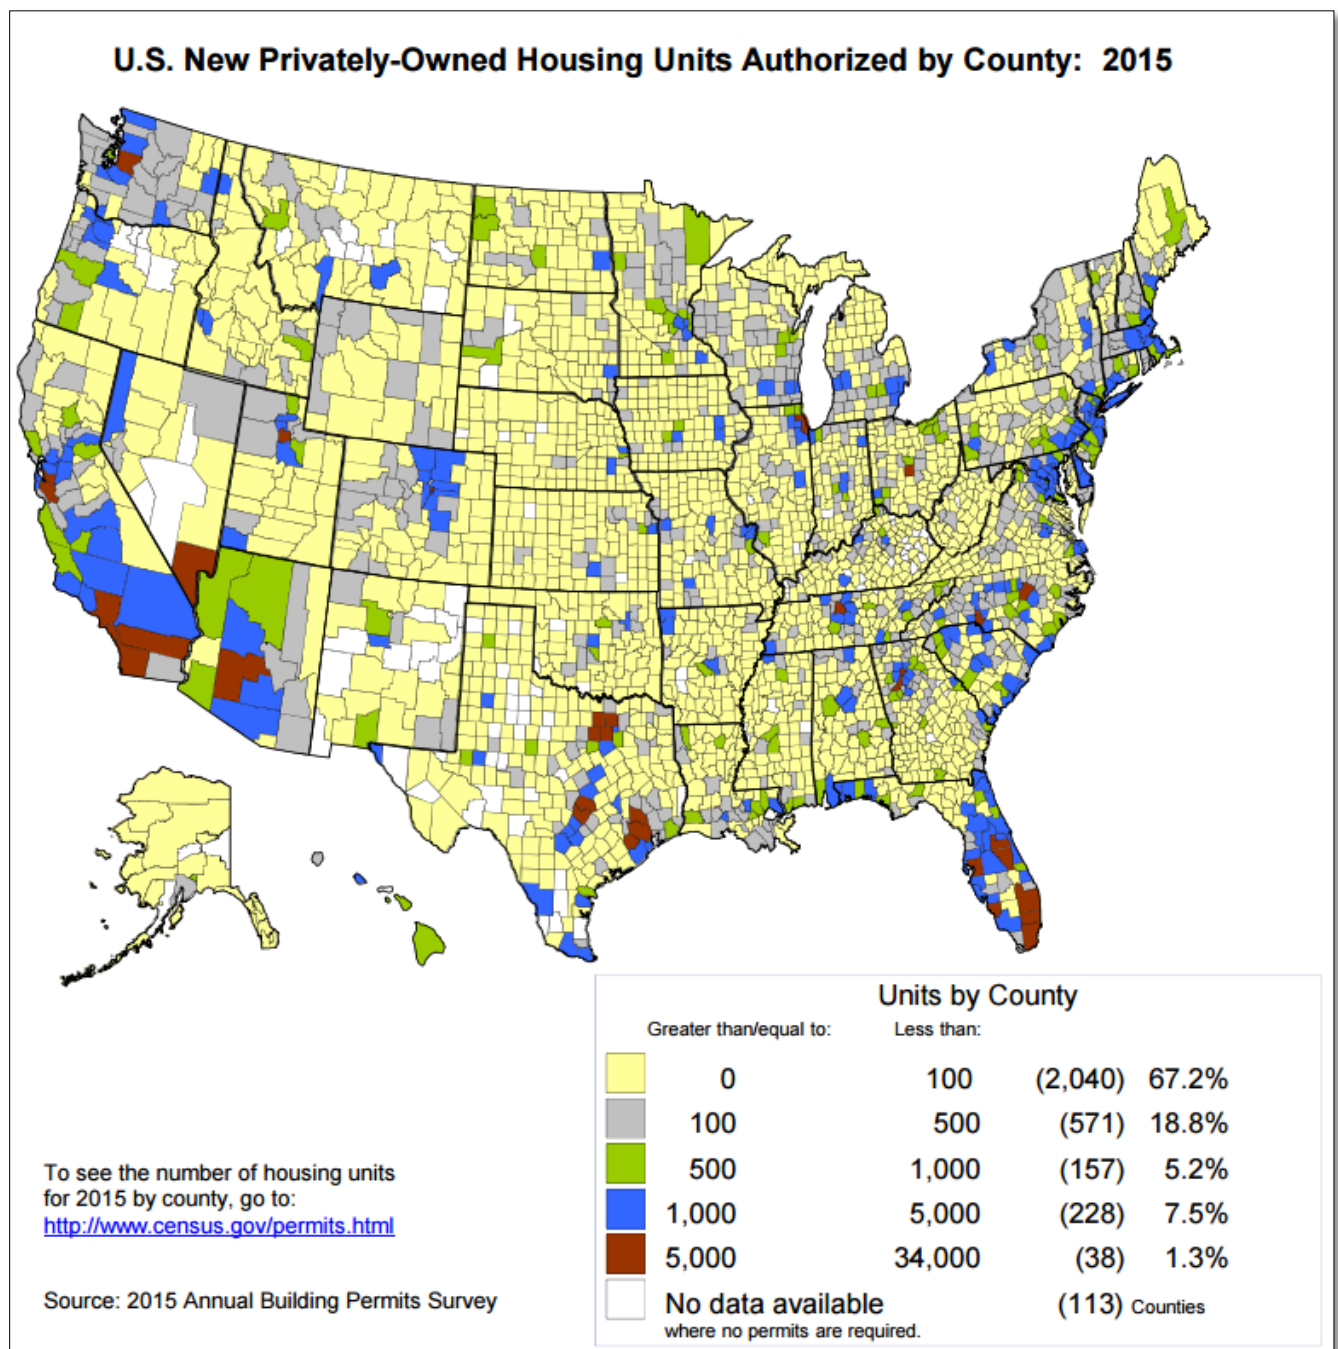 U.S. New Privately-Owned Housing Units Authorized by County: 2015
Units by County
Greater than/equal to: Less than:
0 100 (2,040) 67.2%
100 500 (571) 18.8%
500 1,000 (157) 5.2%
1,000 5,000 (228) 7.5%
5,000 34,000 (38) 1.3%
No data available (113) Counties
where no permits are required.
To see the number of housing units
for 2015 by county, go to:
http://www.census.gov/permits.html
Source: 2015 Annual Building Permits Survey